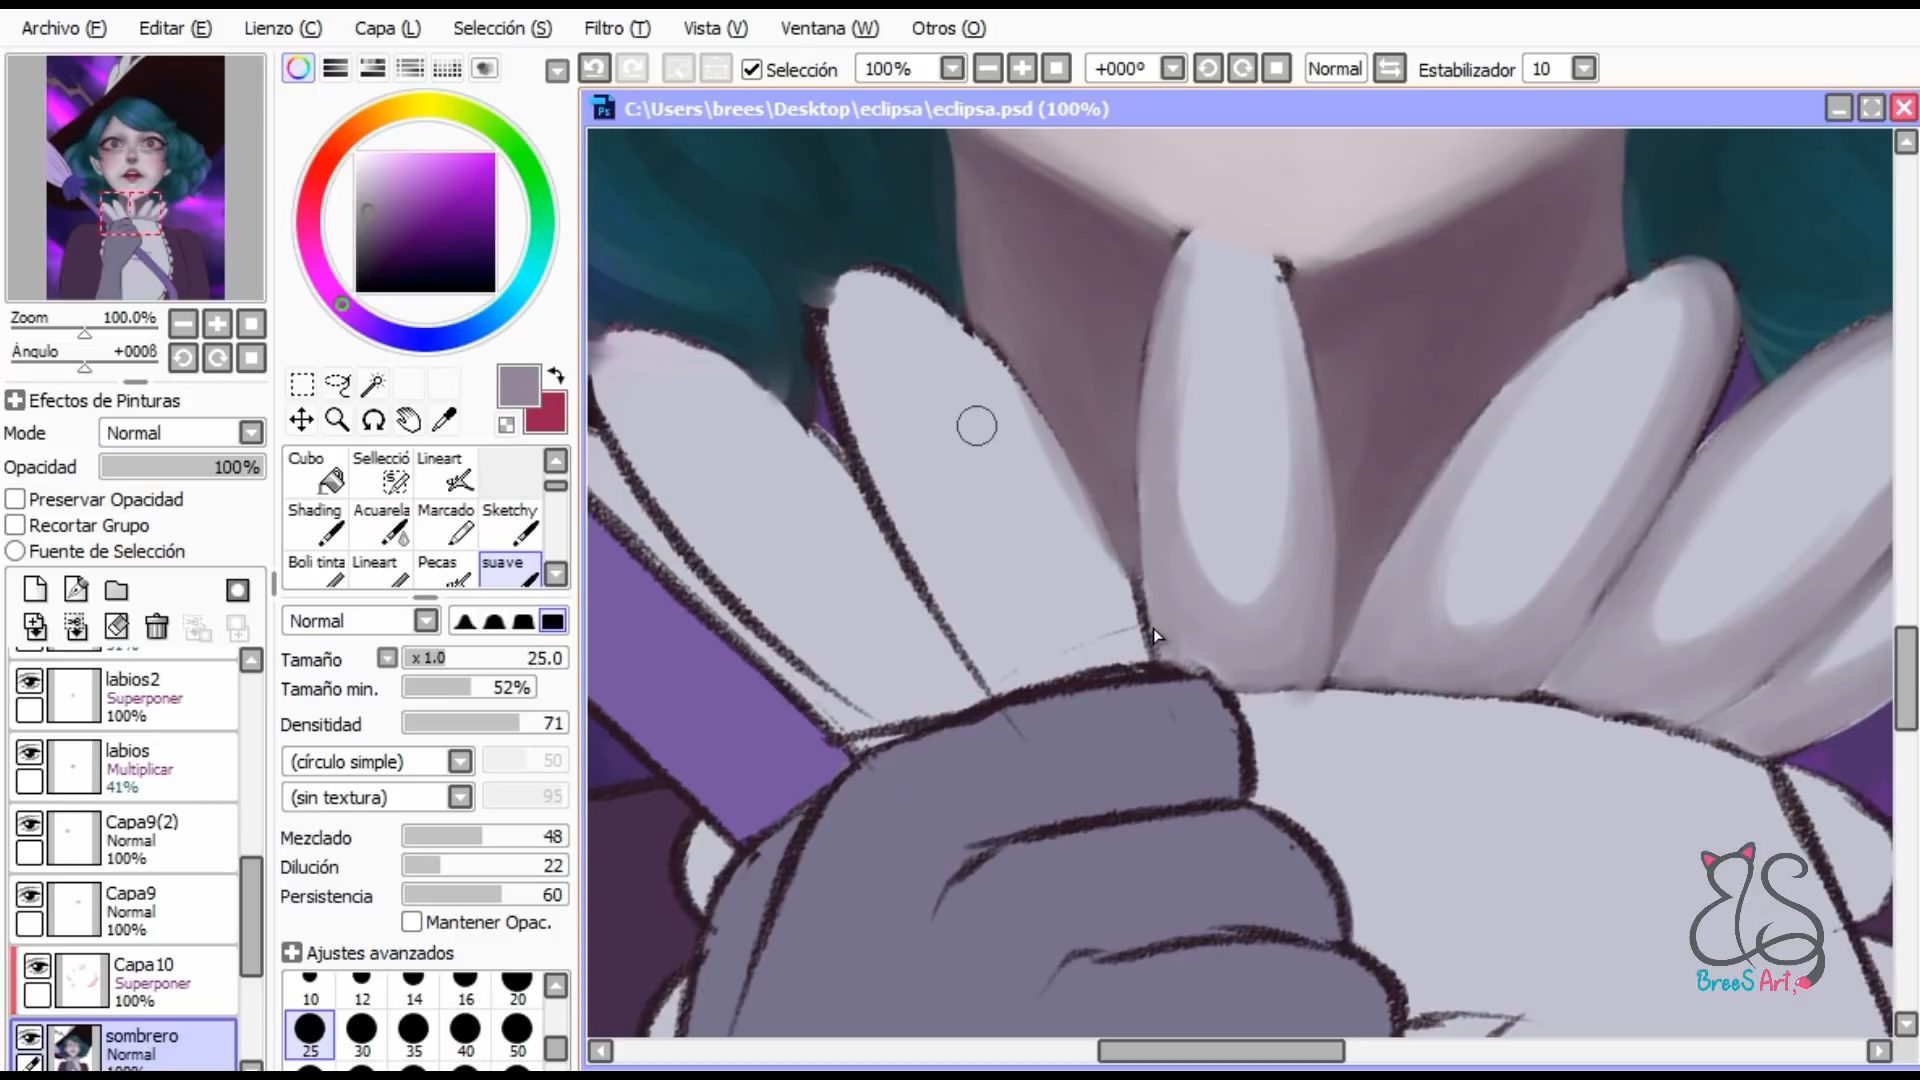 Archivo (F) Editar (E) Lienzo (C) Capa (L) Selección (S) Filtro (T) Vista (V) Ventana (W) Otros (O)
Selección 100% +000º Normal Estabilizador 10
C:\Users\brees\Desktop\eclipsa\eclipsa.psd (100%)
Zoom 100.0%
Ángulo +000ß
Efectos de Pinturas
Mode Normal
Opacidad 100%
Preservar Opacidad
Recortar Grupo
Fuente de Selección
labios2
Superponer
100%
labios
Multiplicar
41%
Capa9(2)
Normal
100%
Capa9
Normal
100%
Capa10
Superponer
100%
sombrero
Normal
Cubo Sellecció Lineart
Shading Acuarela Marcado Sketchy
Boli tinta Lineart Pecas suave
Normal
Tamaño x 1.0 25.0
Tamaño min. 52%
Densitidad 71
(círculo simple) 50
(sin textura) 95
Mezclado 48
Dilución 22
Persistencia 60
Mantener Opac.
Ajustes avanzados
10 12 14 16 20
25 30 35 40 50
BreeS Art